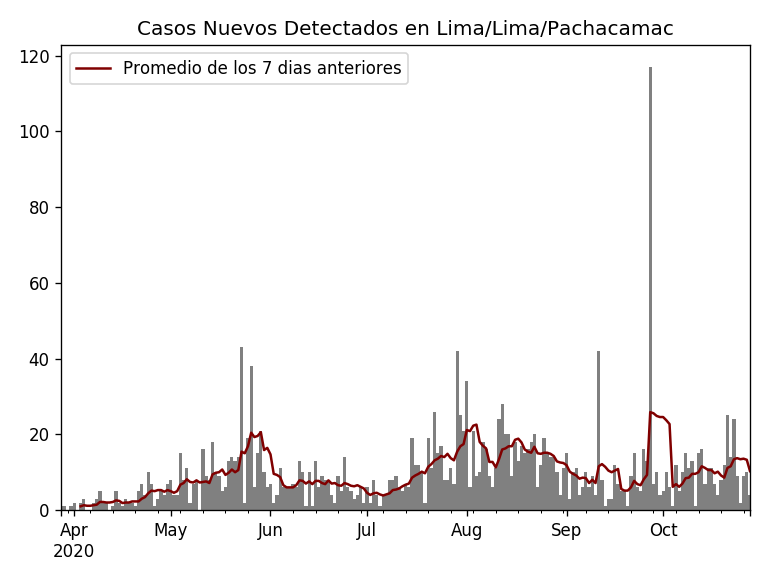 Casos Nuevos Detectados en Lima/Lima/Pachacamac
Promedio de los 7 dias anteriores
120
100
80
60
40
20
0
Apr May Jun Jul Aug Sep Oct
2020